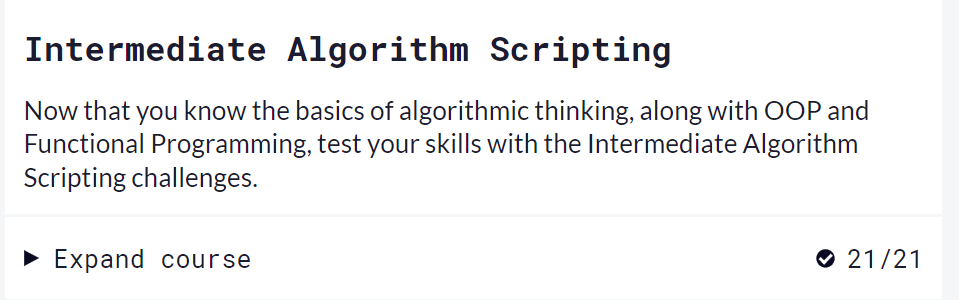 Intermediate Algorithm Scripting
Now that you know the basics of algorithmic thinking, along with OOP and
Functional Programming, test your skills with the Intermediate Algorithm
Scripting challenges.
Expand course
21/21